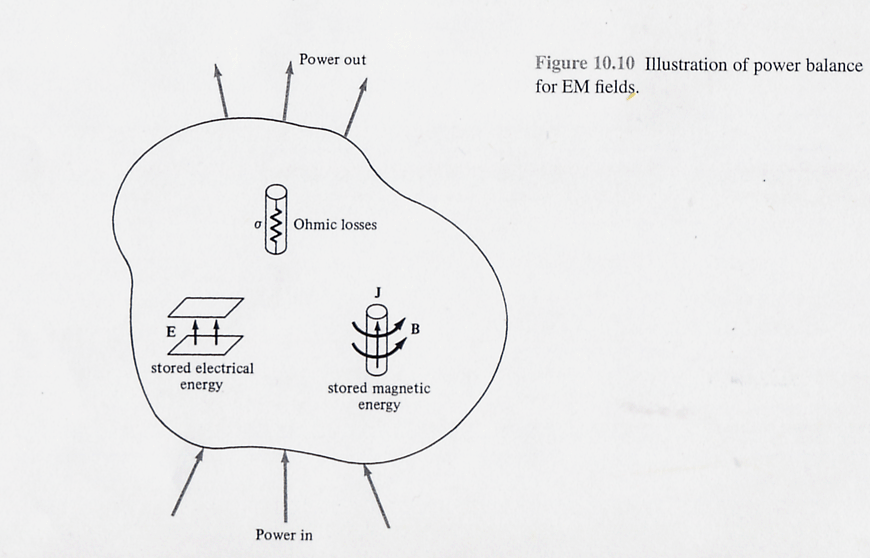 Power out
Figure 10.10 Illustration of power balance
for EM fields.
σ
Ohmic losses
J
E
B
stored electrical
energy
stored magnetic
energy
Power in